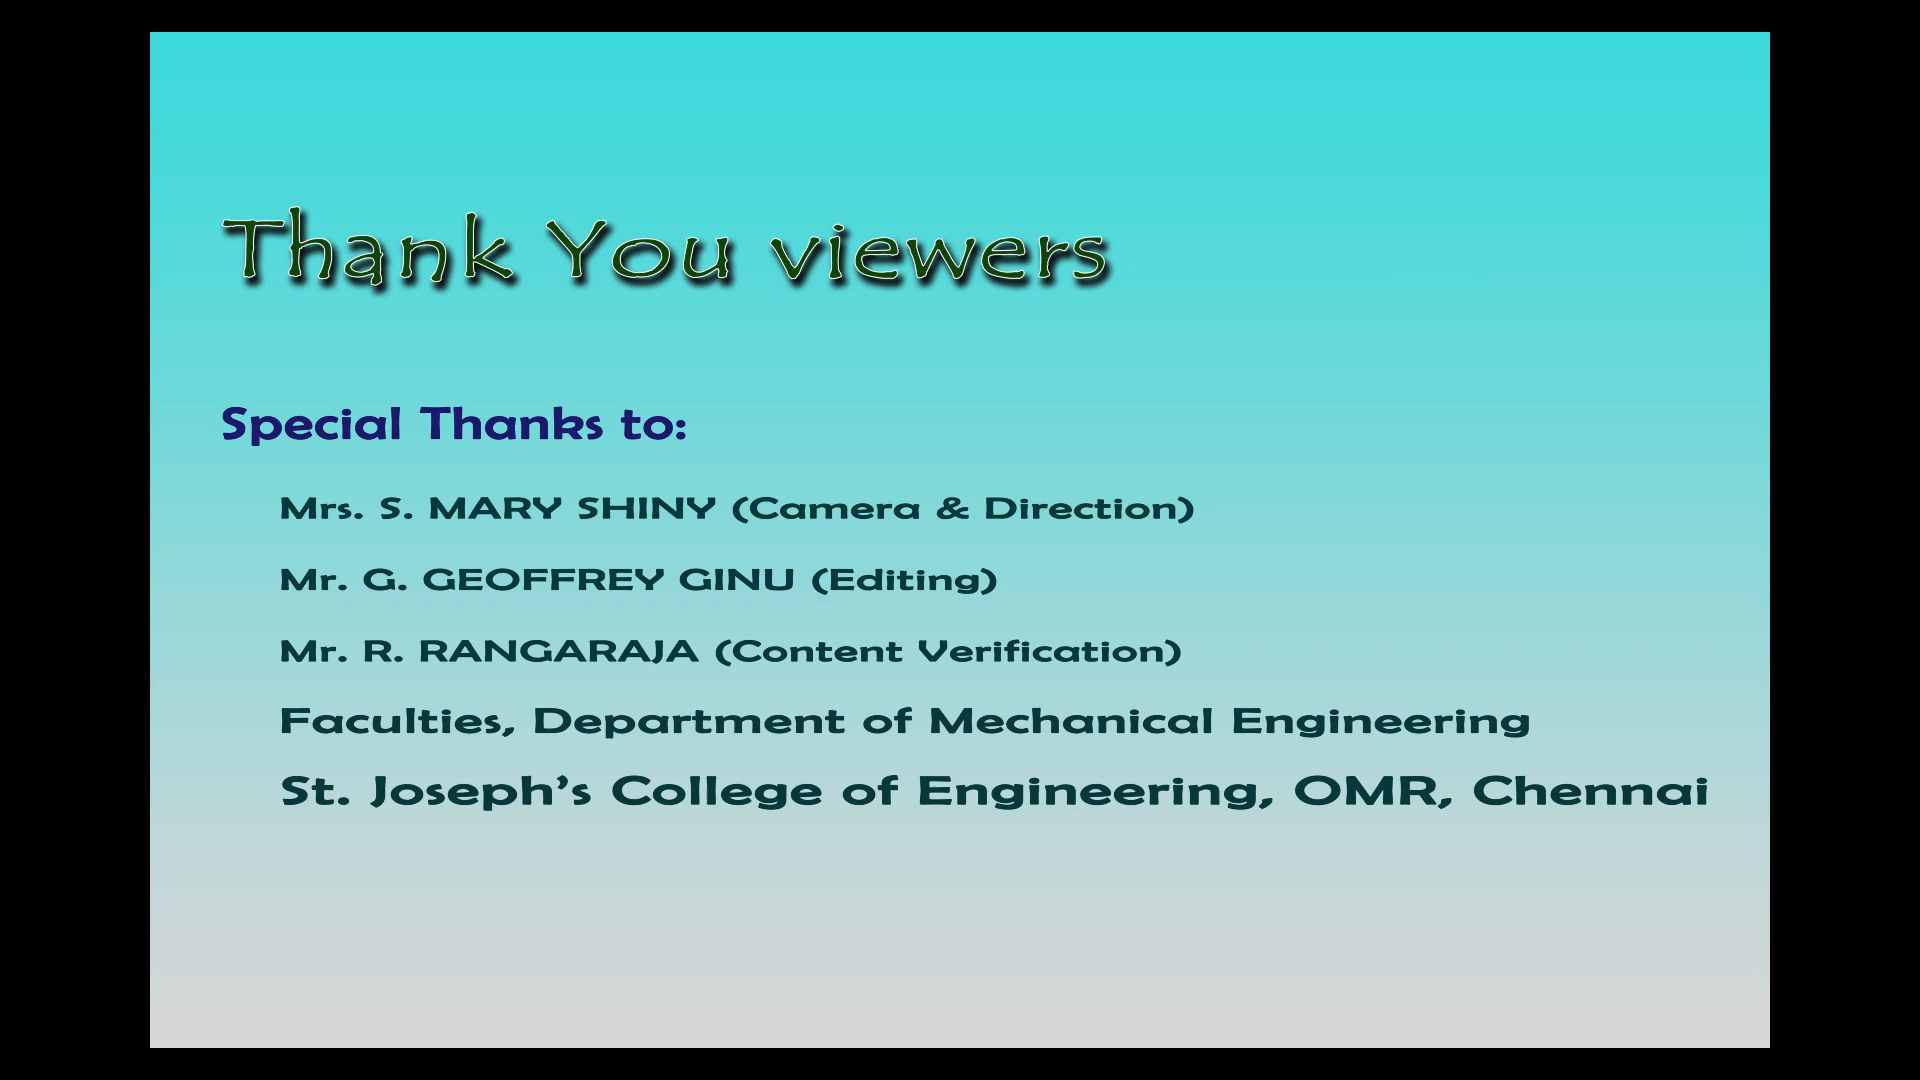 Thank You viewers
Special Thanks to:
Mrs. S. MARY SHINY (Camera & Direction)
Mr. G. GEOFFREY GINU (Editing)
Mr. R. RANGARAJA (Content Verification)
Faculties, Department of Mechanical Engineering
St. Joseph’s College of Engineering, OMR, Chennai